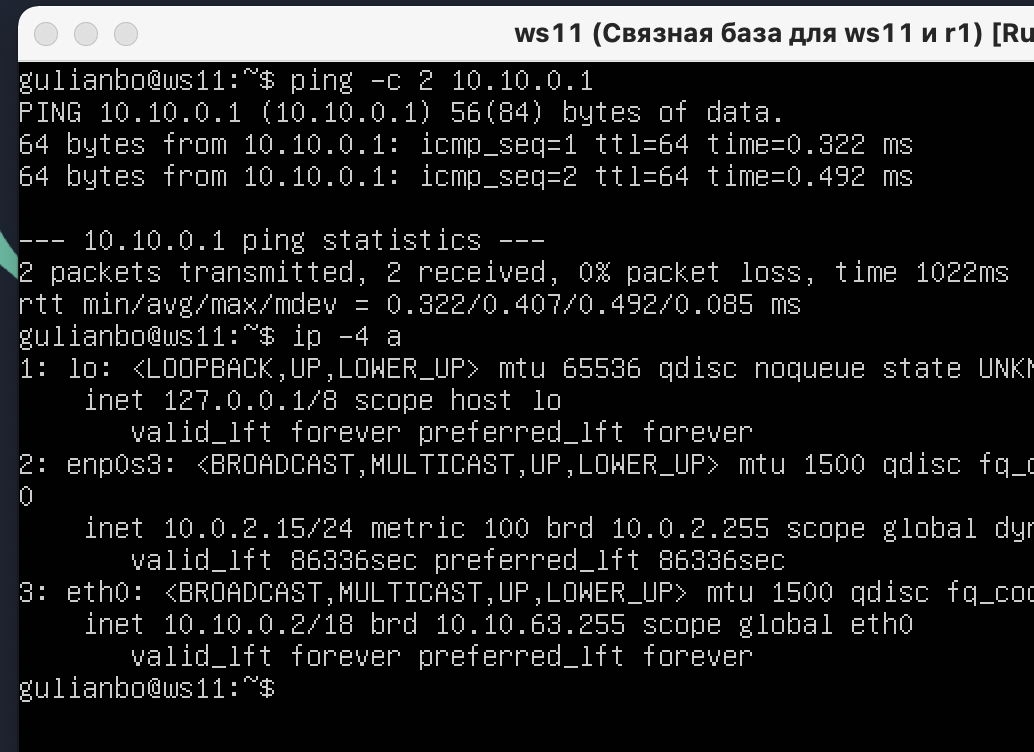 ws11 (Связная база для ws11 и r1) [Ru
gulianbo@ws11:~$ ping -c 2 10.10.0.1
PING 10.10.0.1 (10.10.0.1) 56(84) bytes of data.
64 bytes from 10.10.0.1: icmp_seq=1 ttl=64 time=0.322 ms
64 bytes from 10.10.0.1: icmp_seq=2 ttl=64 time=0.492 ms
--- 10.10.0.1 ping statistics ---
2 packets transmitted, 2 received, 0% packet loss, time 1022ms
rtt min/avg/max/mdev = 0.322/0.407/0.492/0.085 ms
gulianbo@ws11:~$ ip -4 a
1: lo: <LOOPBACK,UP,LOWER_UP> mtu 65536 qdisc noqueue state UNKN
    inet 127.0.0.1/8 scope host lo
       valid_lft forever preferred_lft forever
2: enp0s3: <BROADCAST,MULTICAST,UP,LOWER_UP> mtu 1500 qdisc fq_c
0
    inet 10.0.2.15/24 metric 100 brd 10.0.2.255 scope global dyn
       valid_lft 86336sec preferred_lft 86336sec
3: eth0: <BROADCAST,MULTICAST,UP,LOWER_UP> mtu 1500 qdisc fq_cod
    inet 10.10.0.2/18 brd 10.10.63.255 scope global eth0
       valid_lft forever preferred_lft forever
gulianbo@ws11:~$